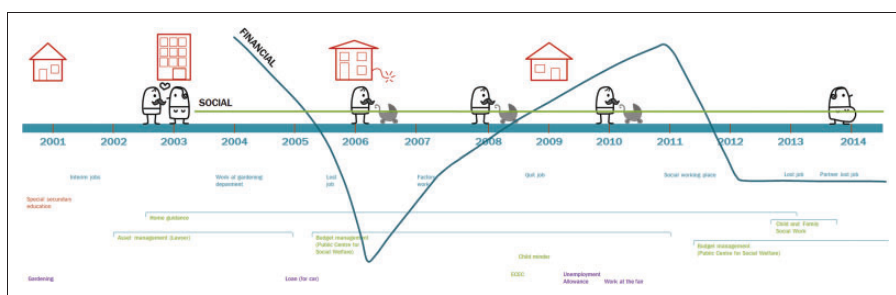 FINANCIAL
SOCIAL
2001 2002 2003 2004 2005 2006 2007 2008 2009 2010 2011 2012 2013 2014
Interim jobs
Work at gardening
department
Lost
job
Factory
work
Quit job
Social working place
Lost job
Partner lost job
Special secundary
education
Home guidance
Child and Family
Social Work
Asset management (Lawyer)
Budget management
(Public Centre for
Social Welfare)
Budget management
(Public Centre for Social Welfare)
Child
Gardening
Loan (for car)
Unemployment
Allowance
Work at the fair